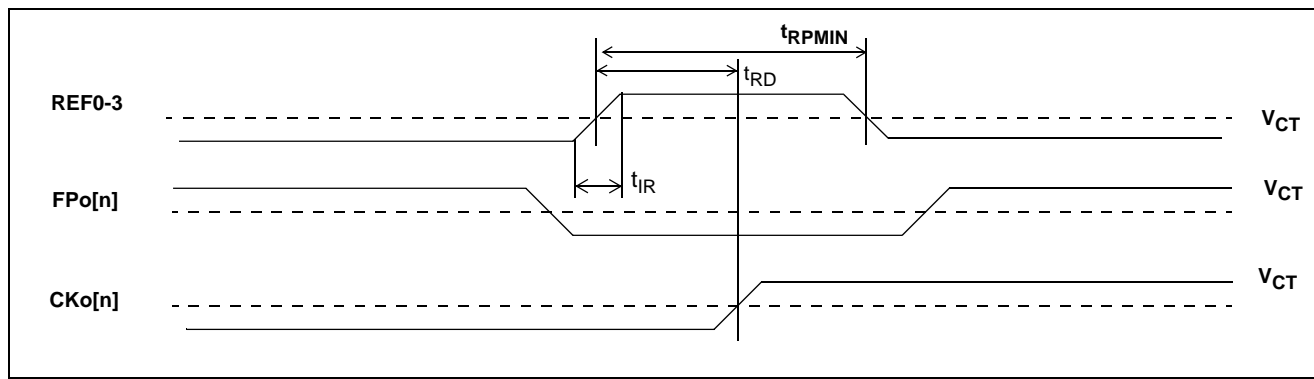 tRPMIN
tRD
REF0-3
VCT
tIR
FPo[n]
VCT
CKo[n]
VCT